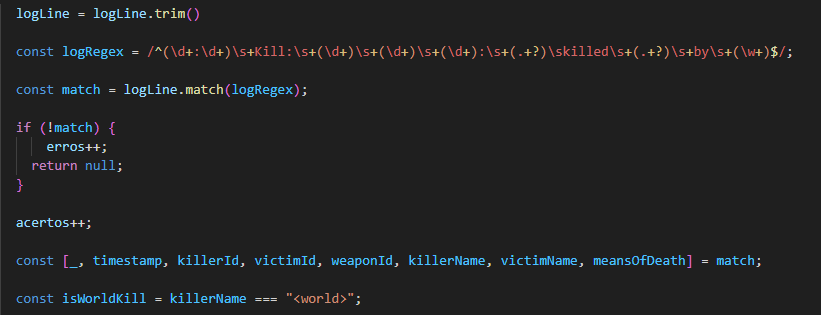 logLine = logLine.trim()
const logRegex = /^(\d+:\d+)\s+Kill:\s+(\d+)\s+(\d+)\s+(\d+):\s+(.+?)\skilled\s+(.+?)\s+by\s+(\w+)$/;
const match = logLine.match(logRegex);
if (!match) {
erros++;
return null;
}
acertos++;
const [_, timestamp, killerId, victimId, weaponId, killerName, victimName, meansOfDeath] = match;
const isWorldKill = killerName === "<world>";